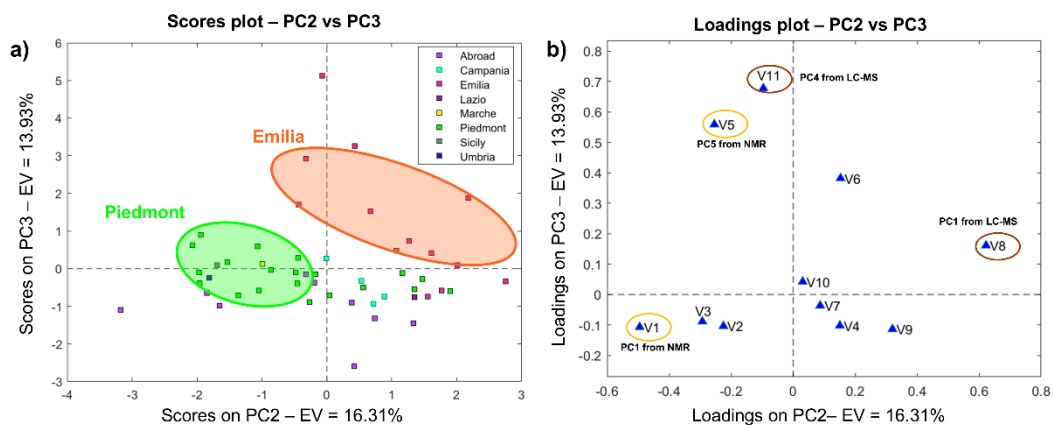 a)
Scores plot – PC2 vs PC3
Scores on PC3 – EV = 13.93%
6
5
4
3
2
1
0
-1
-2
-3
-4
-3
-2
-1
0
1
2
3
Scores on PC2 – EV = 16.31%
Emilia
Piedmont
Abroad
Campania
Emilia
Lazio
Marche
Piedmont
Sicily
Umbria
b)
Loadings plot – PC2 vs PC3
Loadings on PC3 – EV = 13.93%
0.8
0.7
0.6
0.5
0.4
0.3
0.2
0.1
0
-0.1
-0.2
-0.6
-0.4
-0.2
0
0.2
0.4
0.6
0.8
Loadings on PC2– EV = 16.31%
V11
PC4 from LC-MS
V5
PC5 from NMR
V6
PC1 from LC-MS
V8
V10
V7
V4
V9
V3
V2
V1
PC1 from NMR